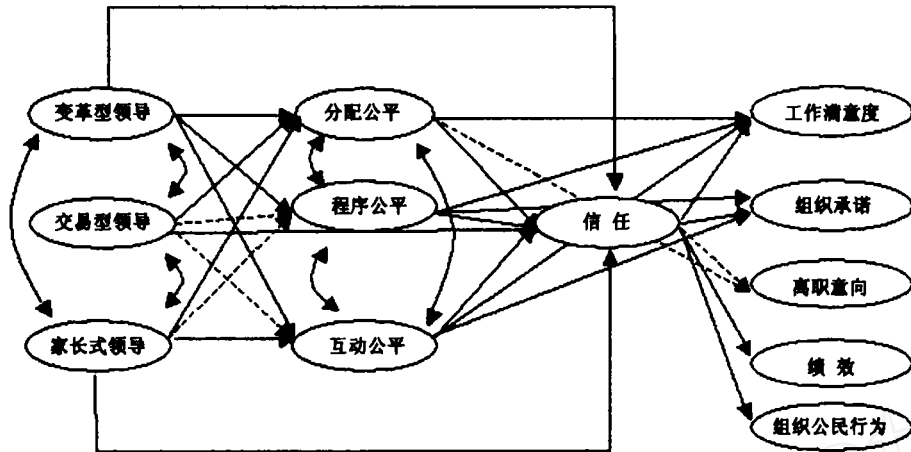 变革型领导
分配公平
工作满意度
交易型领导
程序公平
信任
组织承诺
离职意向
家长式领导
互动公平
绩效
组织公民行为